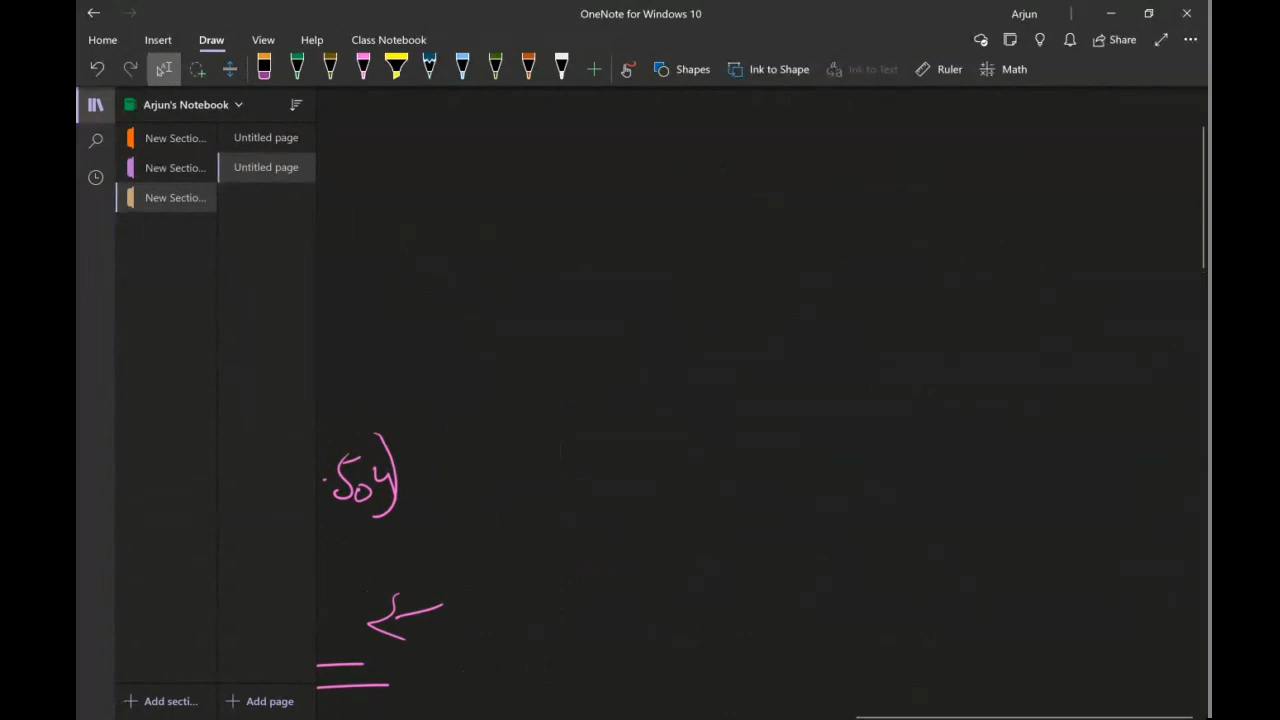 OneNote for Windows 10
Arjun
Home Insert Draw View Help Class Notebook
Share
Shapes Ink to Shape Ink to Text Ruler Math
Arjun's Notebook
New Sectio... Untitled page
New Sectio... Untitled page
New Sectio...
.504)
Add secti... Add page